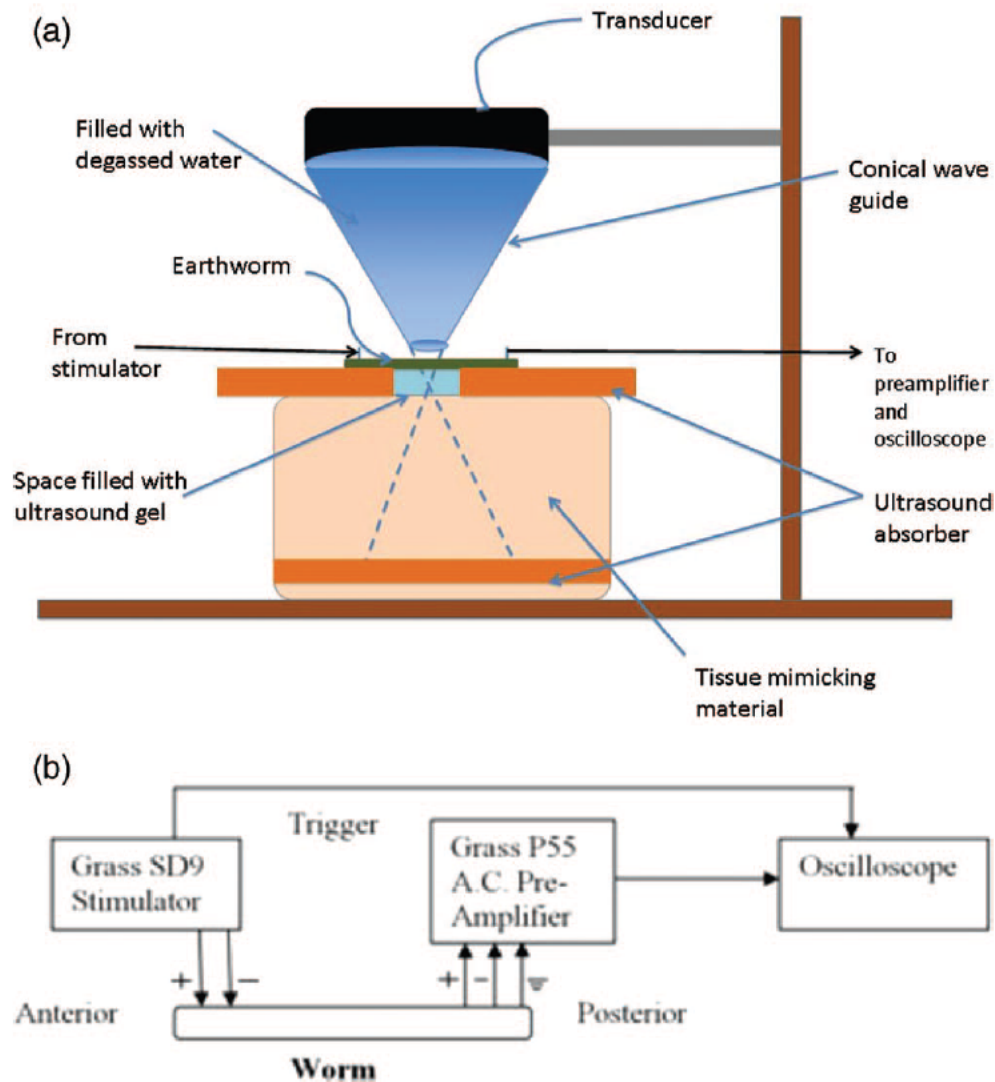 (a)
Transducer
Filled with
degassed water
Conical wave
guide
Earthworm
From
stimulator
To
preamplifier
and
oscilloscope
Space filled with
ultrasound gel
Ultrasound
absorber
Tissue mimicking
material
(b)
Trigger
Grass SD9
Stimulator
Grass P55
A.C. Pre-
Amplifier
Oscilloscope
+ −
+ −
Anterior
Posterior
Worm